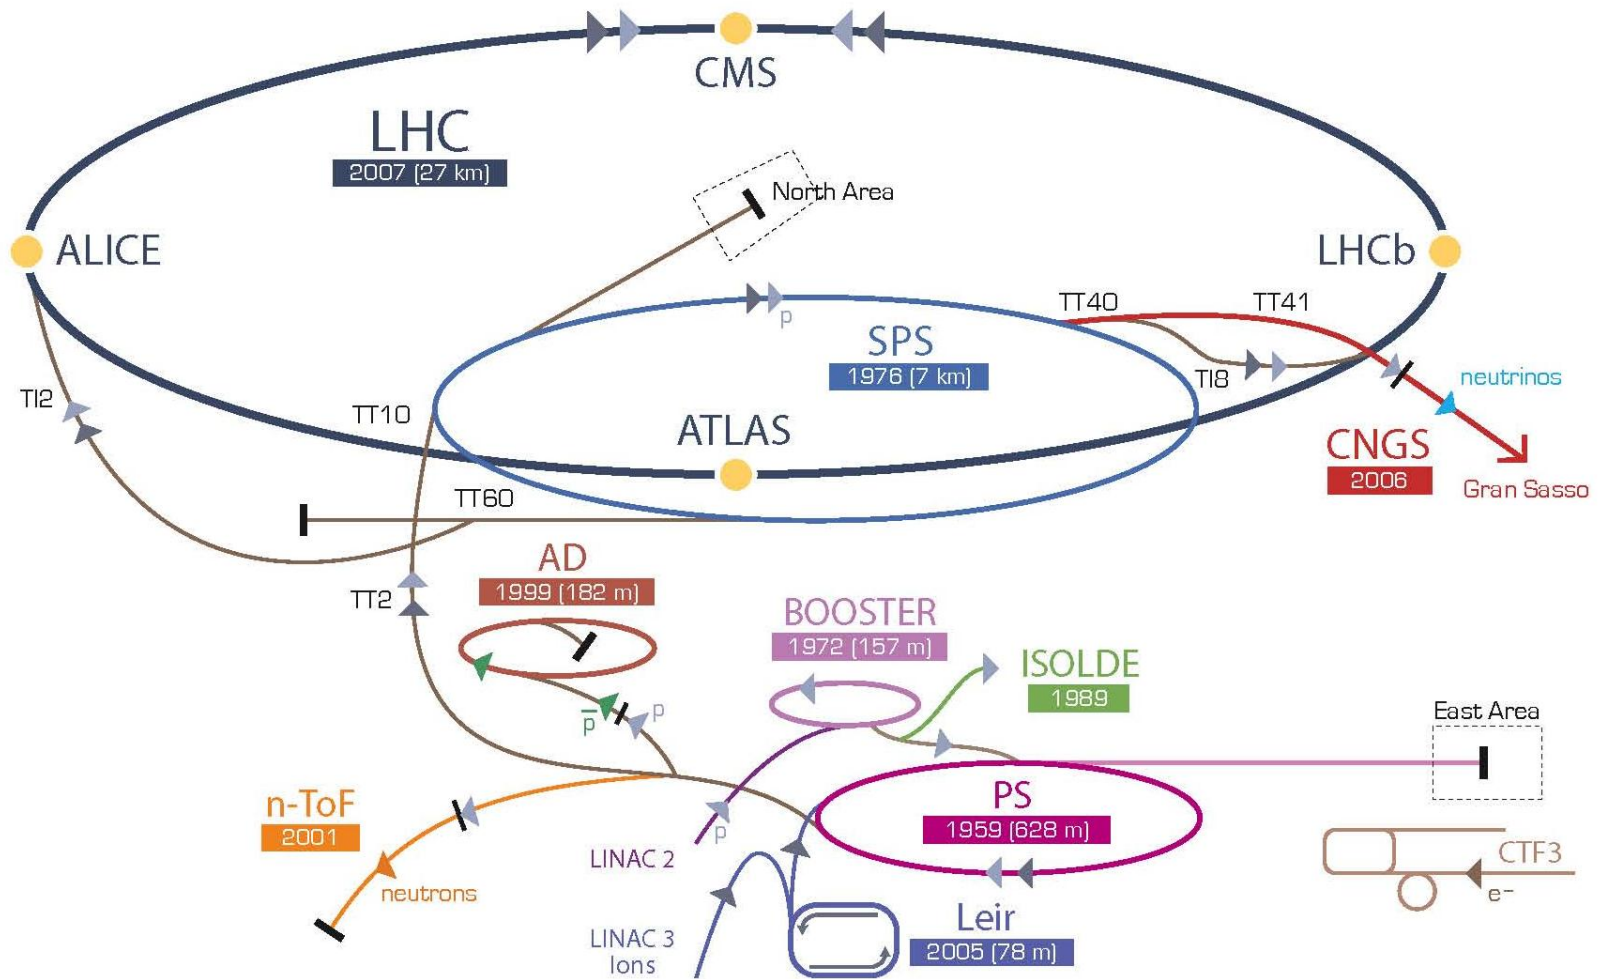 CMS
LHC
2007 (27 km)
North Area
ALICE
LHCb
TT40
TT41
p
SPS
1976 (7 km)
TI8
neutrinos
TI2
TT10
ATLAS
CNGS
2006
Gran Sasso
TT60
AD
1999 (182 m)
TT2
BOOSTER
1972 (157 m)
ISOLDE
1989
p̅
p
East Area
n-ToF
2001
PS
1959 (628 m)
p
LINAC 2
neutrons
CTF3
e-
Leir
2005 (78 m)
LINAC 3
Ions